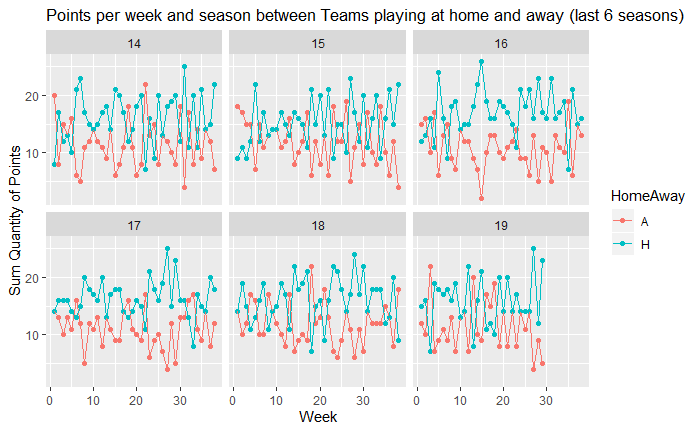 Points per week and season between Teams playing at home and away (last 6 seasons)
14 15 16
20
10
17 18 19
20
10
0 10 20 30 0 10 20 30 0 10 20 30
Week
Sum Quantity of Points
HomeAway
A
H